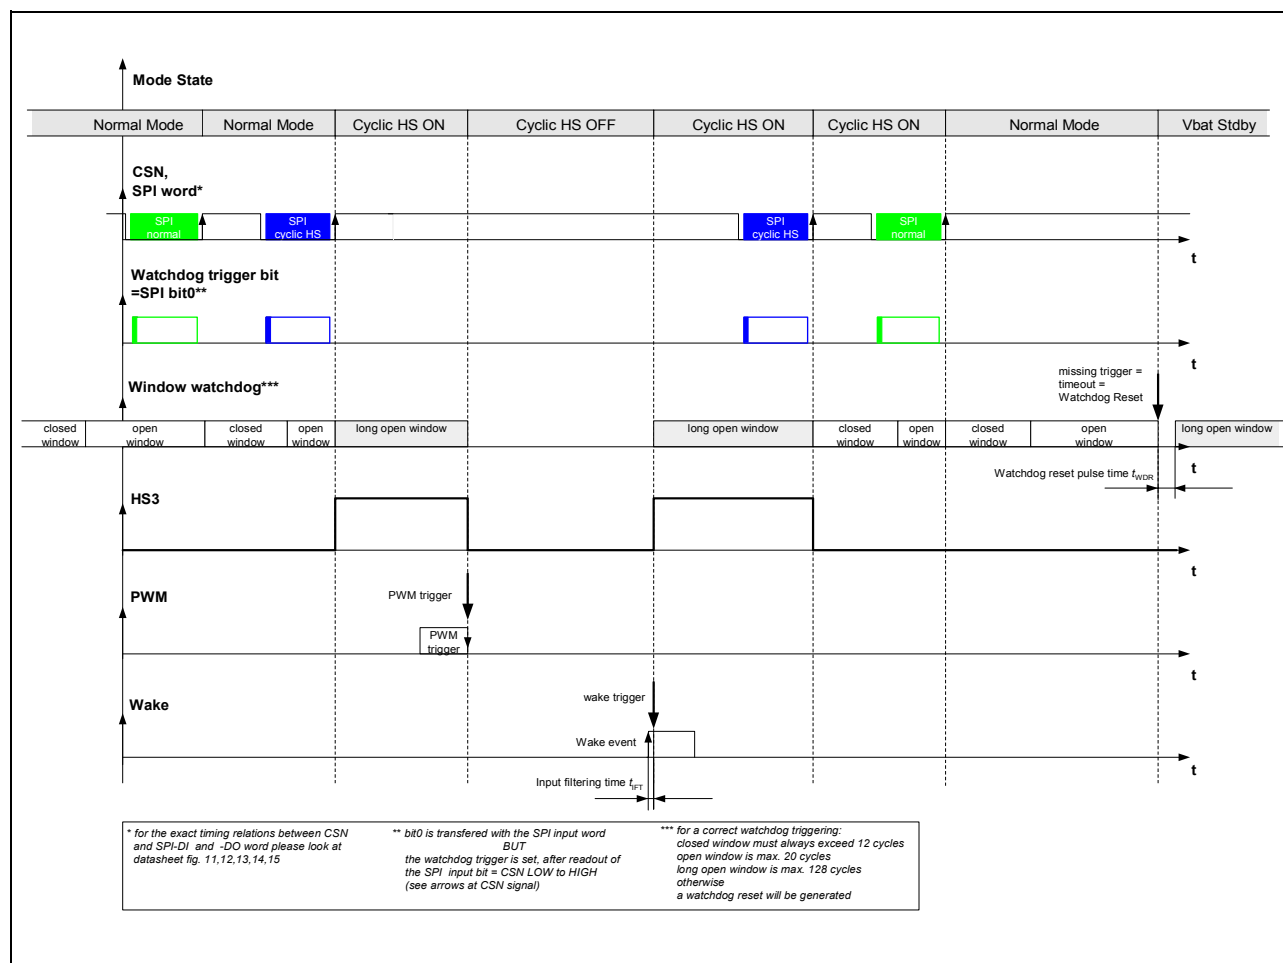 Mode State
Normal Mode
Normal Mode
Cyclic HS ON
Cyclic HS OFF
Cyclic HS ON
Cyclic HS ON
Normal Mode
Vbat Stdby
CSN,
SPI word*
SPI
normal
SPI
cyclic HS
SPI
cyclic HS
SPI
normal
t
Watchdog trigger bit
=SPI bit0**
t
Window watchdog***
missing trigger =
timeout =
Watchdog Reset
closed
window
open
window
closed
window
open
window
long open window
long open window
closed
window
open
window
closed
window
open
window
long open window
t
Watchdog reset pulse time tWDR
HS3
t
PWM
PWM trigger
PWM
trigger
t
Wake
wake trigger
Wake event
t
Input filtering time tIFT
* for the exact timing relations between CSN
and SPI-DI and -DO word please look at
datasheet fig. 11,12,13,14,15
** bit0 is transfered with the SPI input word
BUT
the watchdog trigger is set, after readout of
the SPI input bit = CSN LOW to HIGH
(see arrows at CSN signal)
*** for a correct watchdog triggering:
closed window must always exceed 12 cycles
open window is max. 20 cycles
long open window is max. 128 cycles
otherwise
a watchdog reset will be generated